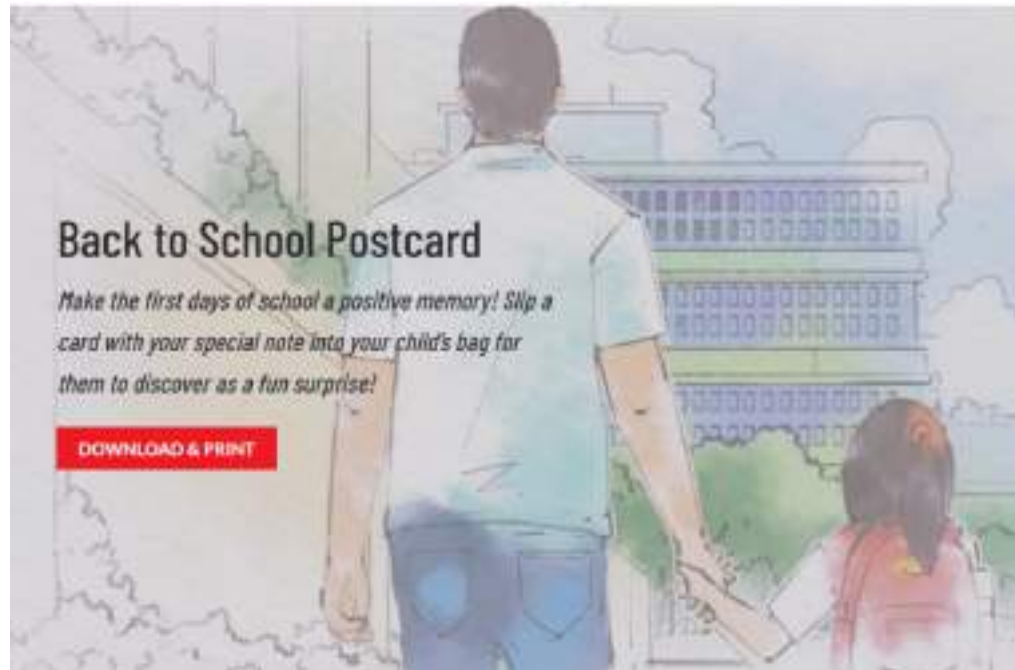 Back to School Postcard
Make the first days of school a positive memory! Slip a
card with your special note into your child's bag for
them to discover as a fun surprise!
DOWNLOAD & PRINT